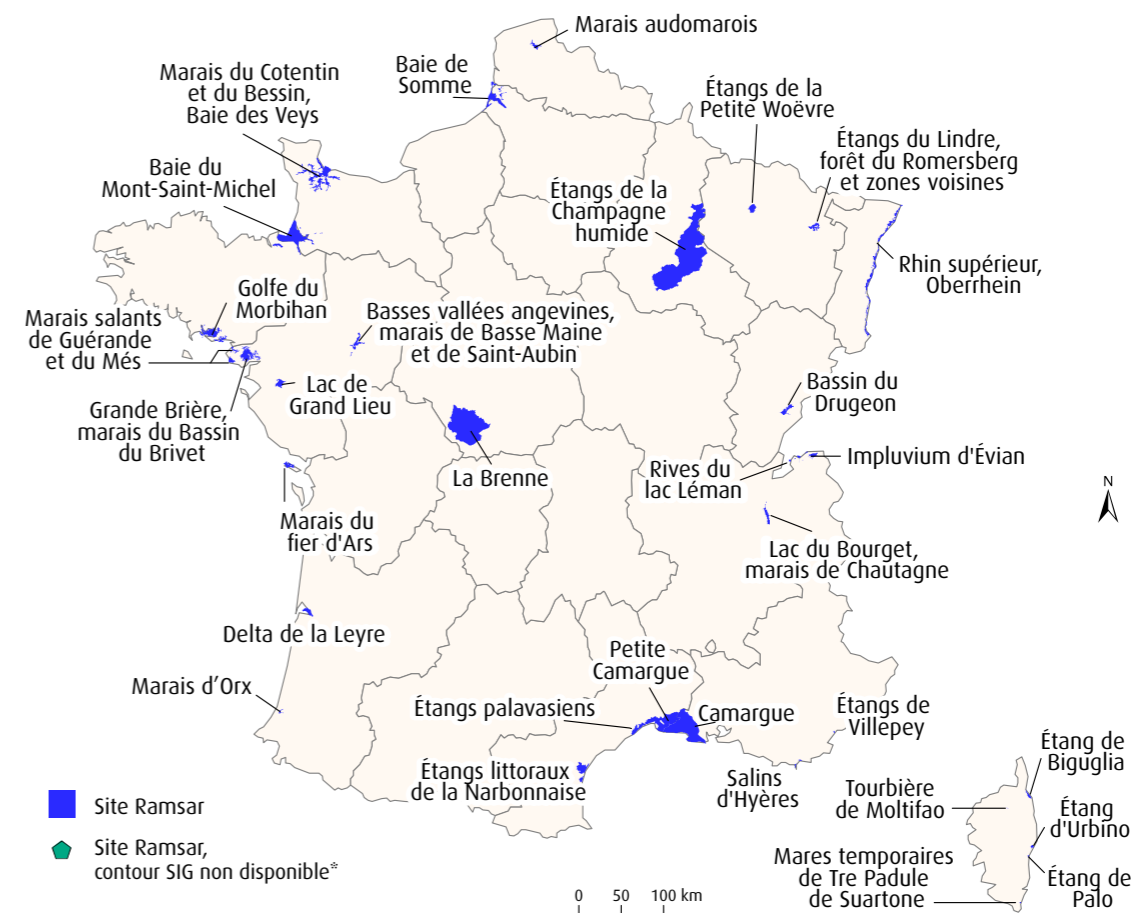 Marais audomarois
Baie de
Somme
Marais du Cotentin
et du Bessin,
Baie des Veys
Étangs de la
Petite Woëvre
Étangs du Lindre,
forêt du Romersberg
et zones voisines
Baie du
Mont-Saint-Michel
Étangs de la
Champagne
humide
Rhin supérieur,
Oberrhein
Golfe du
Morbihan
Marais salants
de Guérande
et du Més
Basses vallées angevines,
marais de Basse Maine
et de Saint-Aubin
Lac de
Grand Lieu
Bassin du
Drugeon
Grande Brière,
marais du Bassin
du Brivet
La Brenne
Rives du
lac Léman
Impluvium d'Évian
N
Marais du
fier d'Ars
Lac du Bourget,
marais de Chautagne
Delta de la Leyre
Petite
Camargue
Marais d’Orx
Étangs palavasiens
Camargue
Étangs de
Villepey
Étangs littoraux
de la Narbonnaise
Salins
d'Hyères
Étang de
Biguglia
Tourbière
de Moltifao
Étang
d'Urbino
Mares temporaires
de Tre Padule
de Suartone
Étang de
Palo
Site Ramsar
Site Ramsar,
contour SIG non disponible*
0 50 100 km